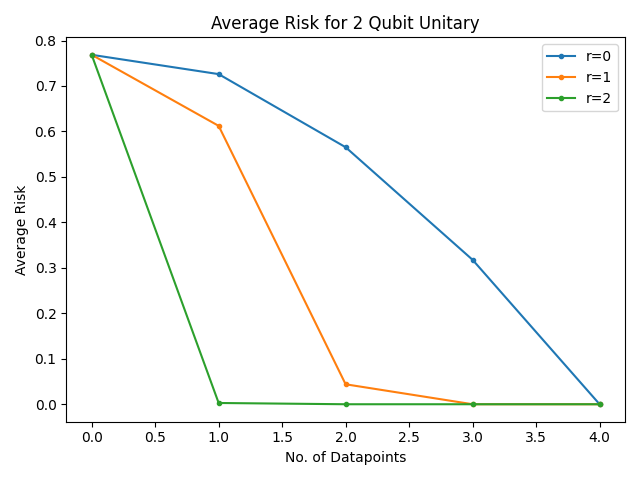 Average Risk for 2 Qubit Unitary
r=0
r=1
r=2
Average Risk
0.8
0.7
0.6
0.5
0.4
0.3
0.2
0.1
0.0
0.0 0.5 1.0 1.5 2.0 2.5 3.0 3.5 4.0
No. of Datapoints